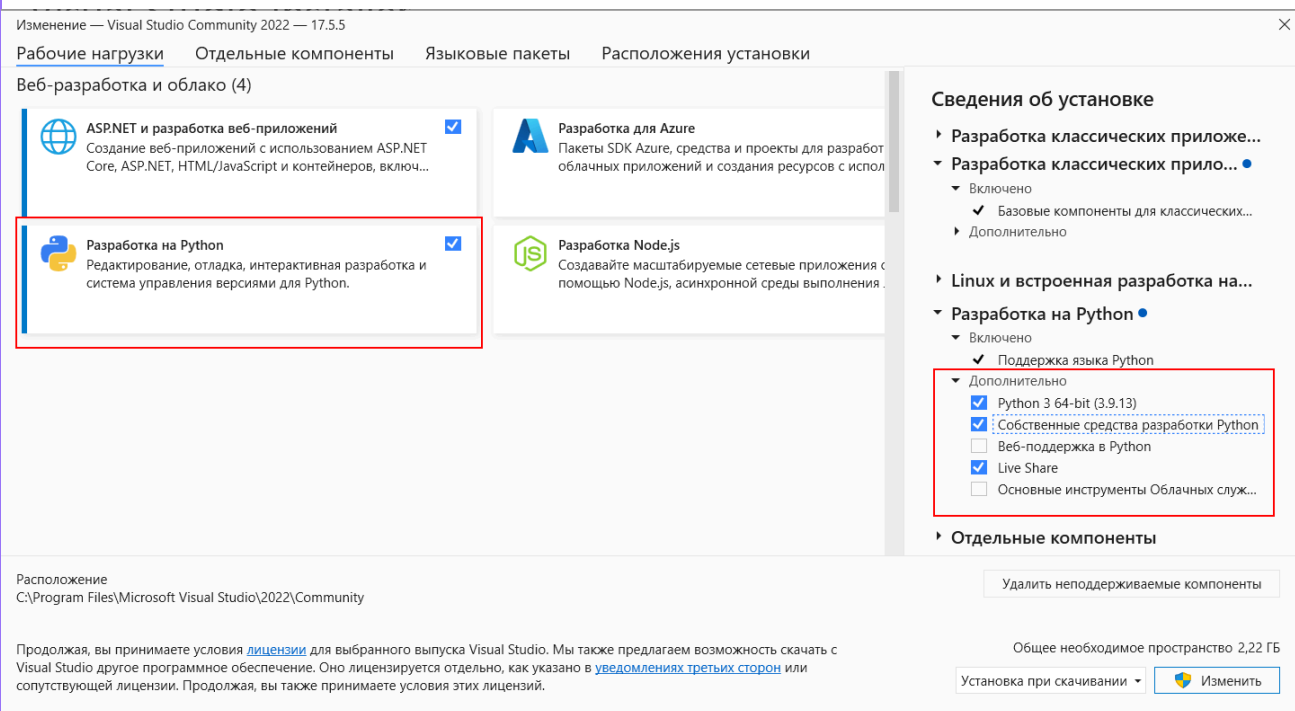 Изменение — Visual Studio Community 2022 — 17.5.5
Рабочие нагрузки Отдельные компоненты Языковые пакеты Расположения установки
Веб-разработка и облако (4)
ASP.NET и разработка веб-приложений
Создание веб-приложений с использованием ASP.NET
Core, ASP.NET, HTML/JavaScript и контейнеров, включ...
Разработка для Azure
Пакеты SDK Azure, средства и проекты для разработ
облачных приложений и создания ресурсов с испол
Разработка на Python
Редактирование, отладка, интерактивная разработка и
система управления версиями для Python.
Разработка Node.js
Создавайте масштабируемые сетевые приложения с
помощью Node.js, асинхронной среды выполнения .
Сведения об установке
Разработка классических приложе...
Разработка классических прило...
Включено
Базовые компоненты для классических...
Дополнительно
Linux и встроенная разработка на...
Разработка на Python
Включено
Поддержка языка Python
Дополнительно
Python 3 64-bit (3.9.13)
Собственные средства разработки Python
Веб-поддержка в Python
Live Share
Основные инструменты Облачных служ...
Отдельные компоненты
Расположение
C:\Program Files\Microsoft Visual Studio\2022\Community
Удалить неподдерживаемые компоненты
Продолжая, вы принимаете условия лицензии для выбранного выпуска Visual Studio. Мы также предлагаем возможность скачать с
Visual Studio другое программное обеспечение. Оно лицензируется отдельно, как указано в уведомлениях третьих сторон или
сопутствующей лицензии. Продолжая, вы также принимаете условия этих лицензий.
Общее необходимое пространство 2,22 ГБ
Установка при скачивании
Изменить